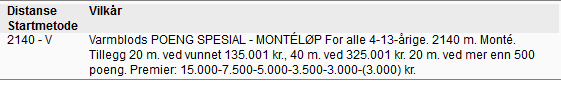 Distanse Vilkår
Startmetode
2140 - V Varmblods POENG SPESIAL - MONTÉLØP For alle 4-13-årige. 2140 m. Monté.
Tillegg 20 m. ved vunnet 135.001 kr., 40 m. ved 325.001 kr. 20 m. ved mer enn 500
poeng. Premier: 15.000-7.500-5.000-3.500-3.000-(3.000) kr.